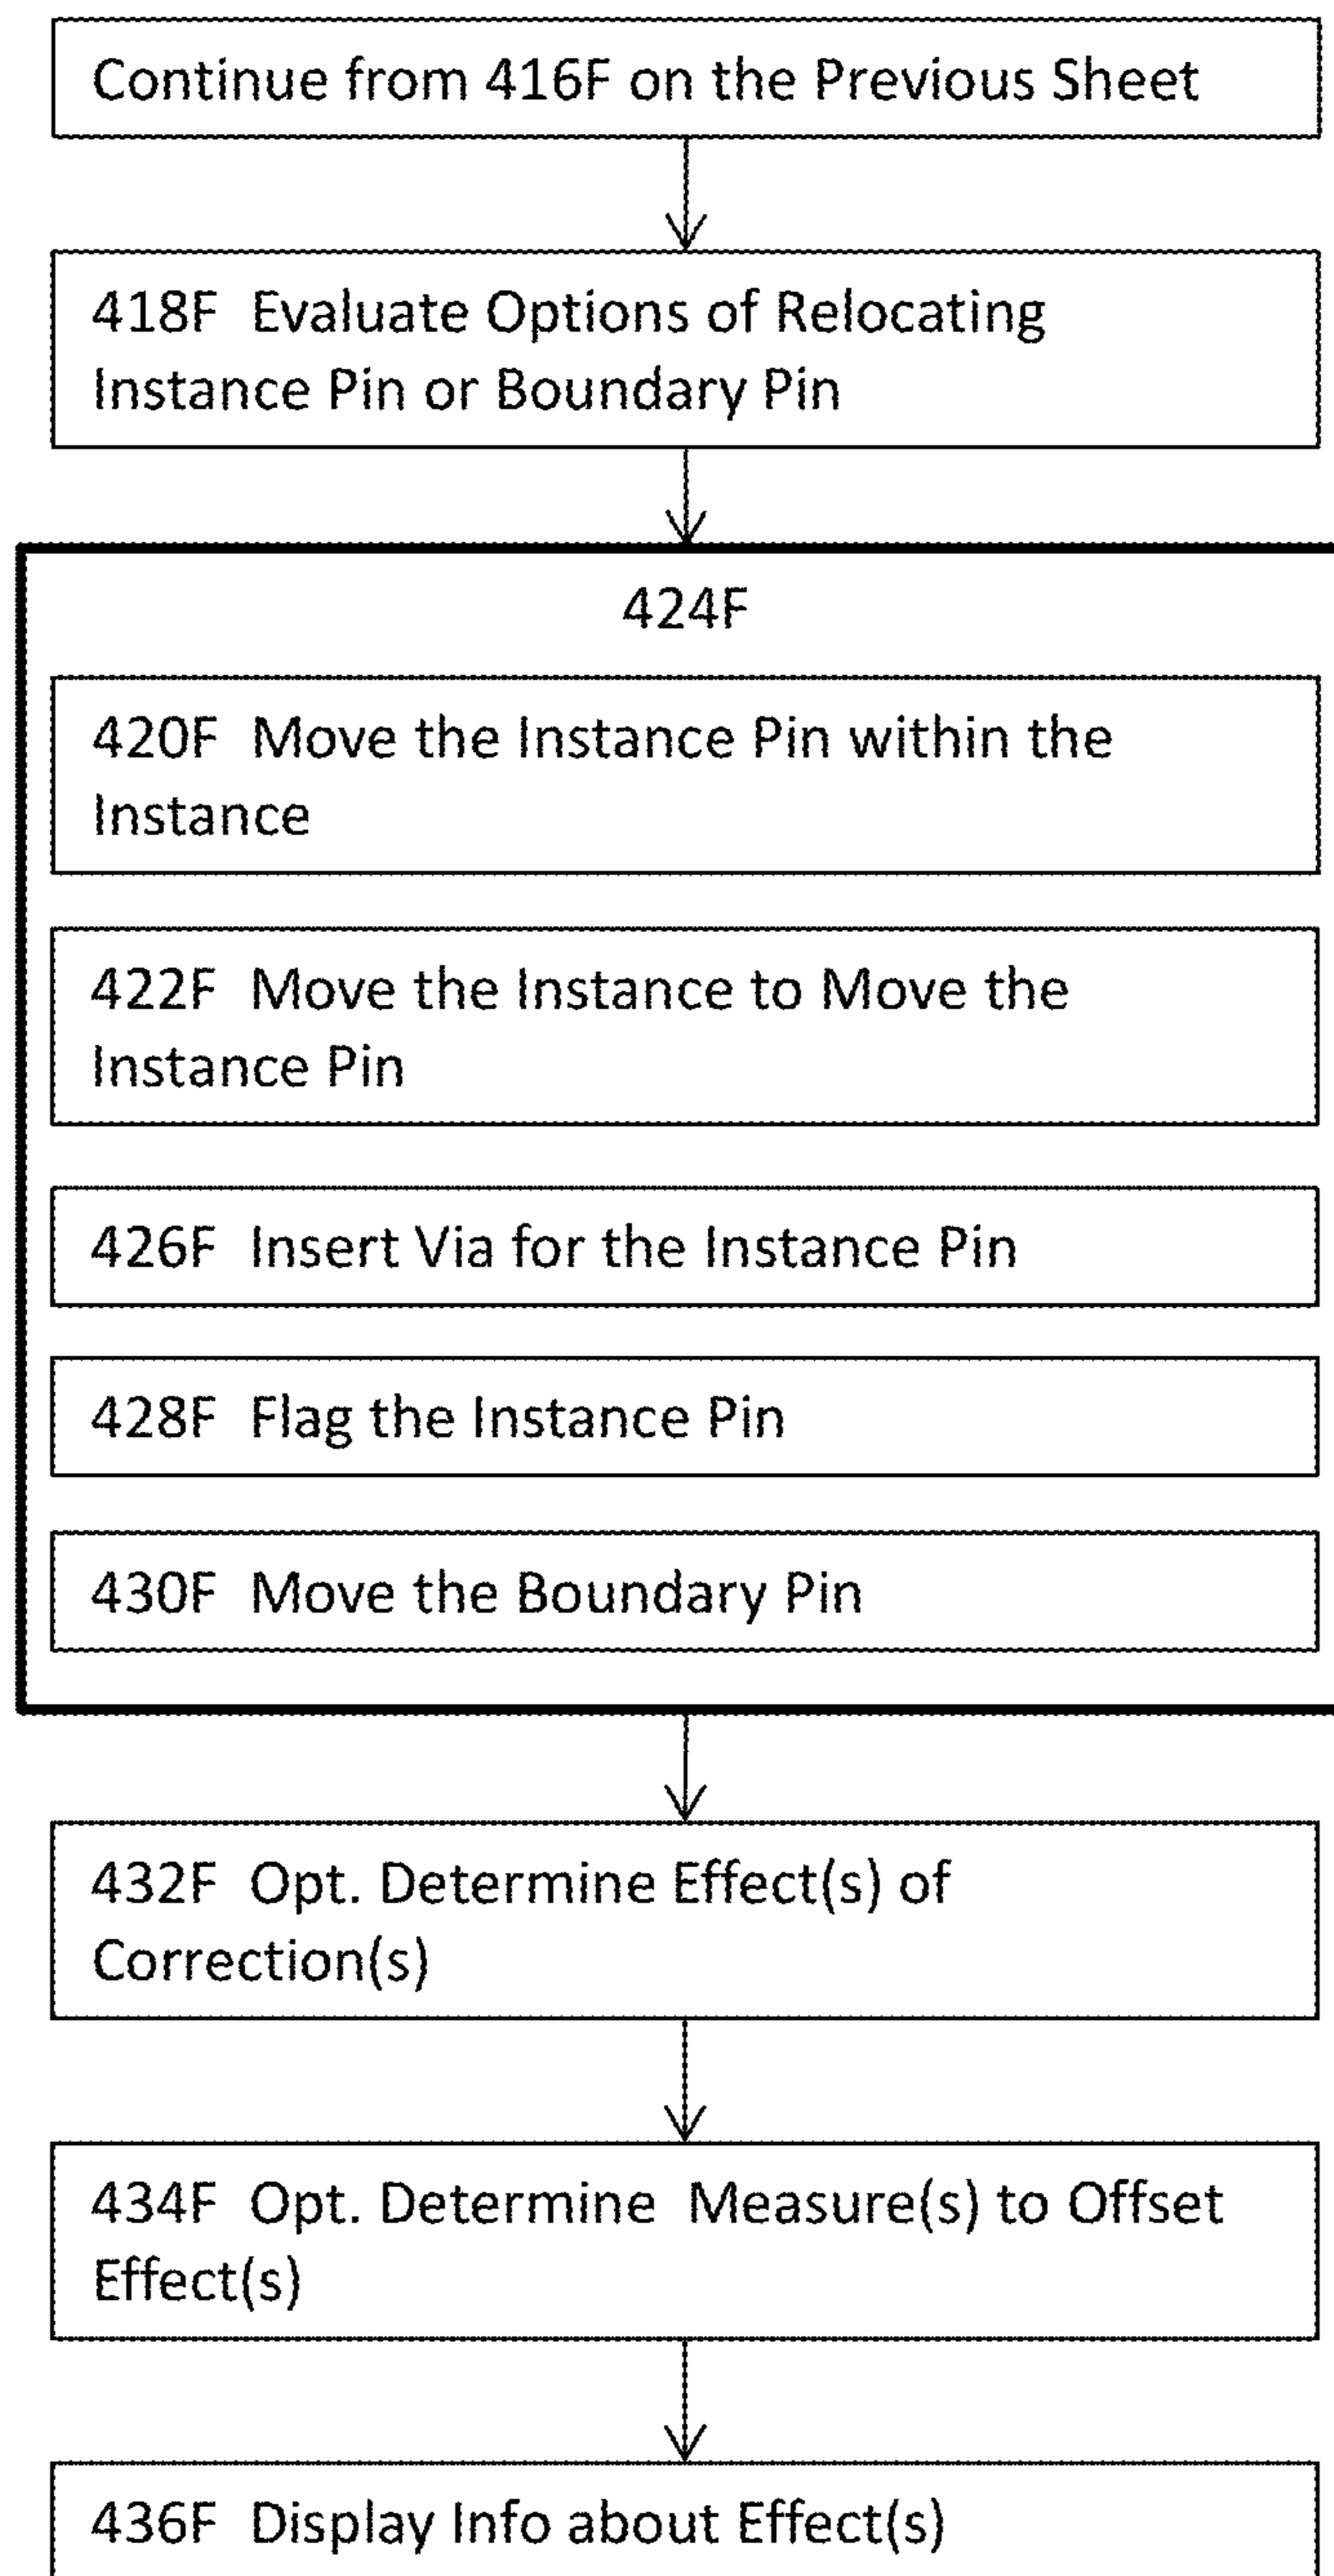 Continue from 416F on the Previous Sheet
418F Evaluate Options of Relocating
Instance Pin or Boundary Pin
424F
420F Move the Instance Pin within the
Instance
422F Move the Instance to Move the
Instance Pin
426F Insert Via for the Instance Pin
428F Flag the Instance Pin
430F Move the Boundary Pin
432F Opt. Determine Effect(s) of
Correction(s)
434F Opt. Determine Measure(s) to Offset
Effect(s)
436F Display Info about Effect(s)